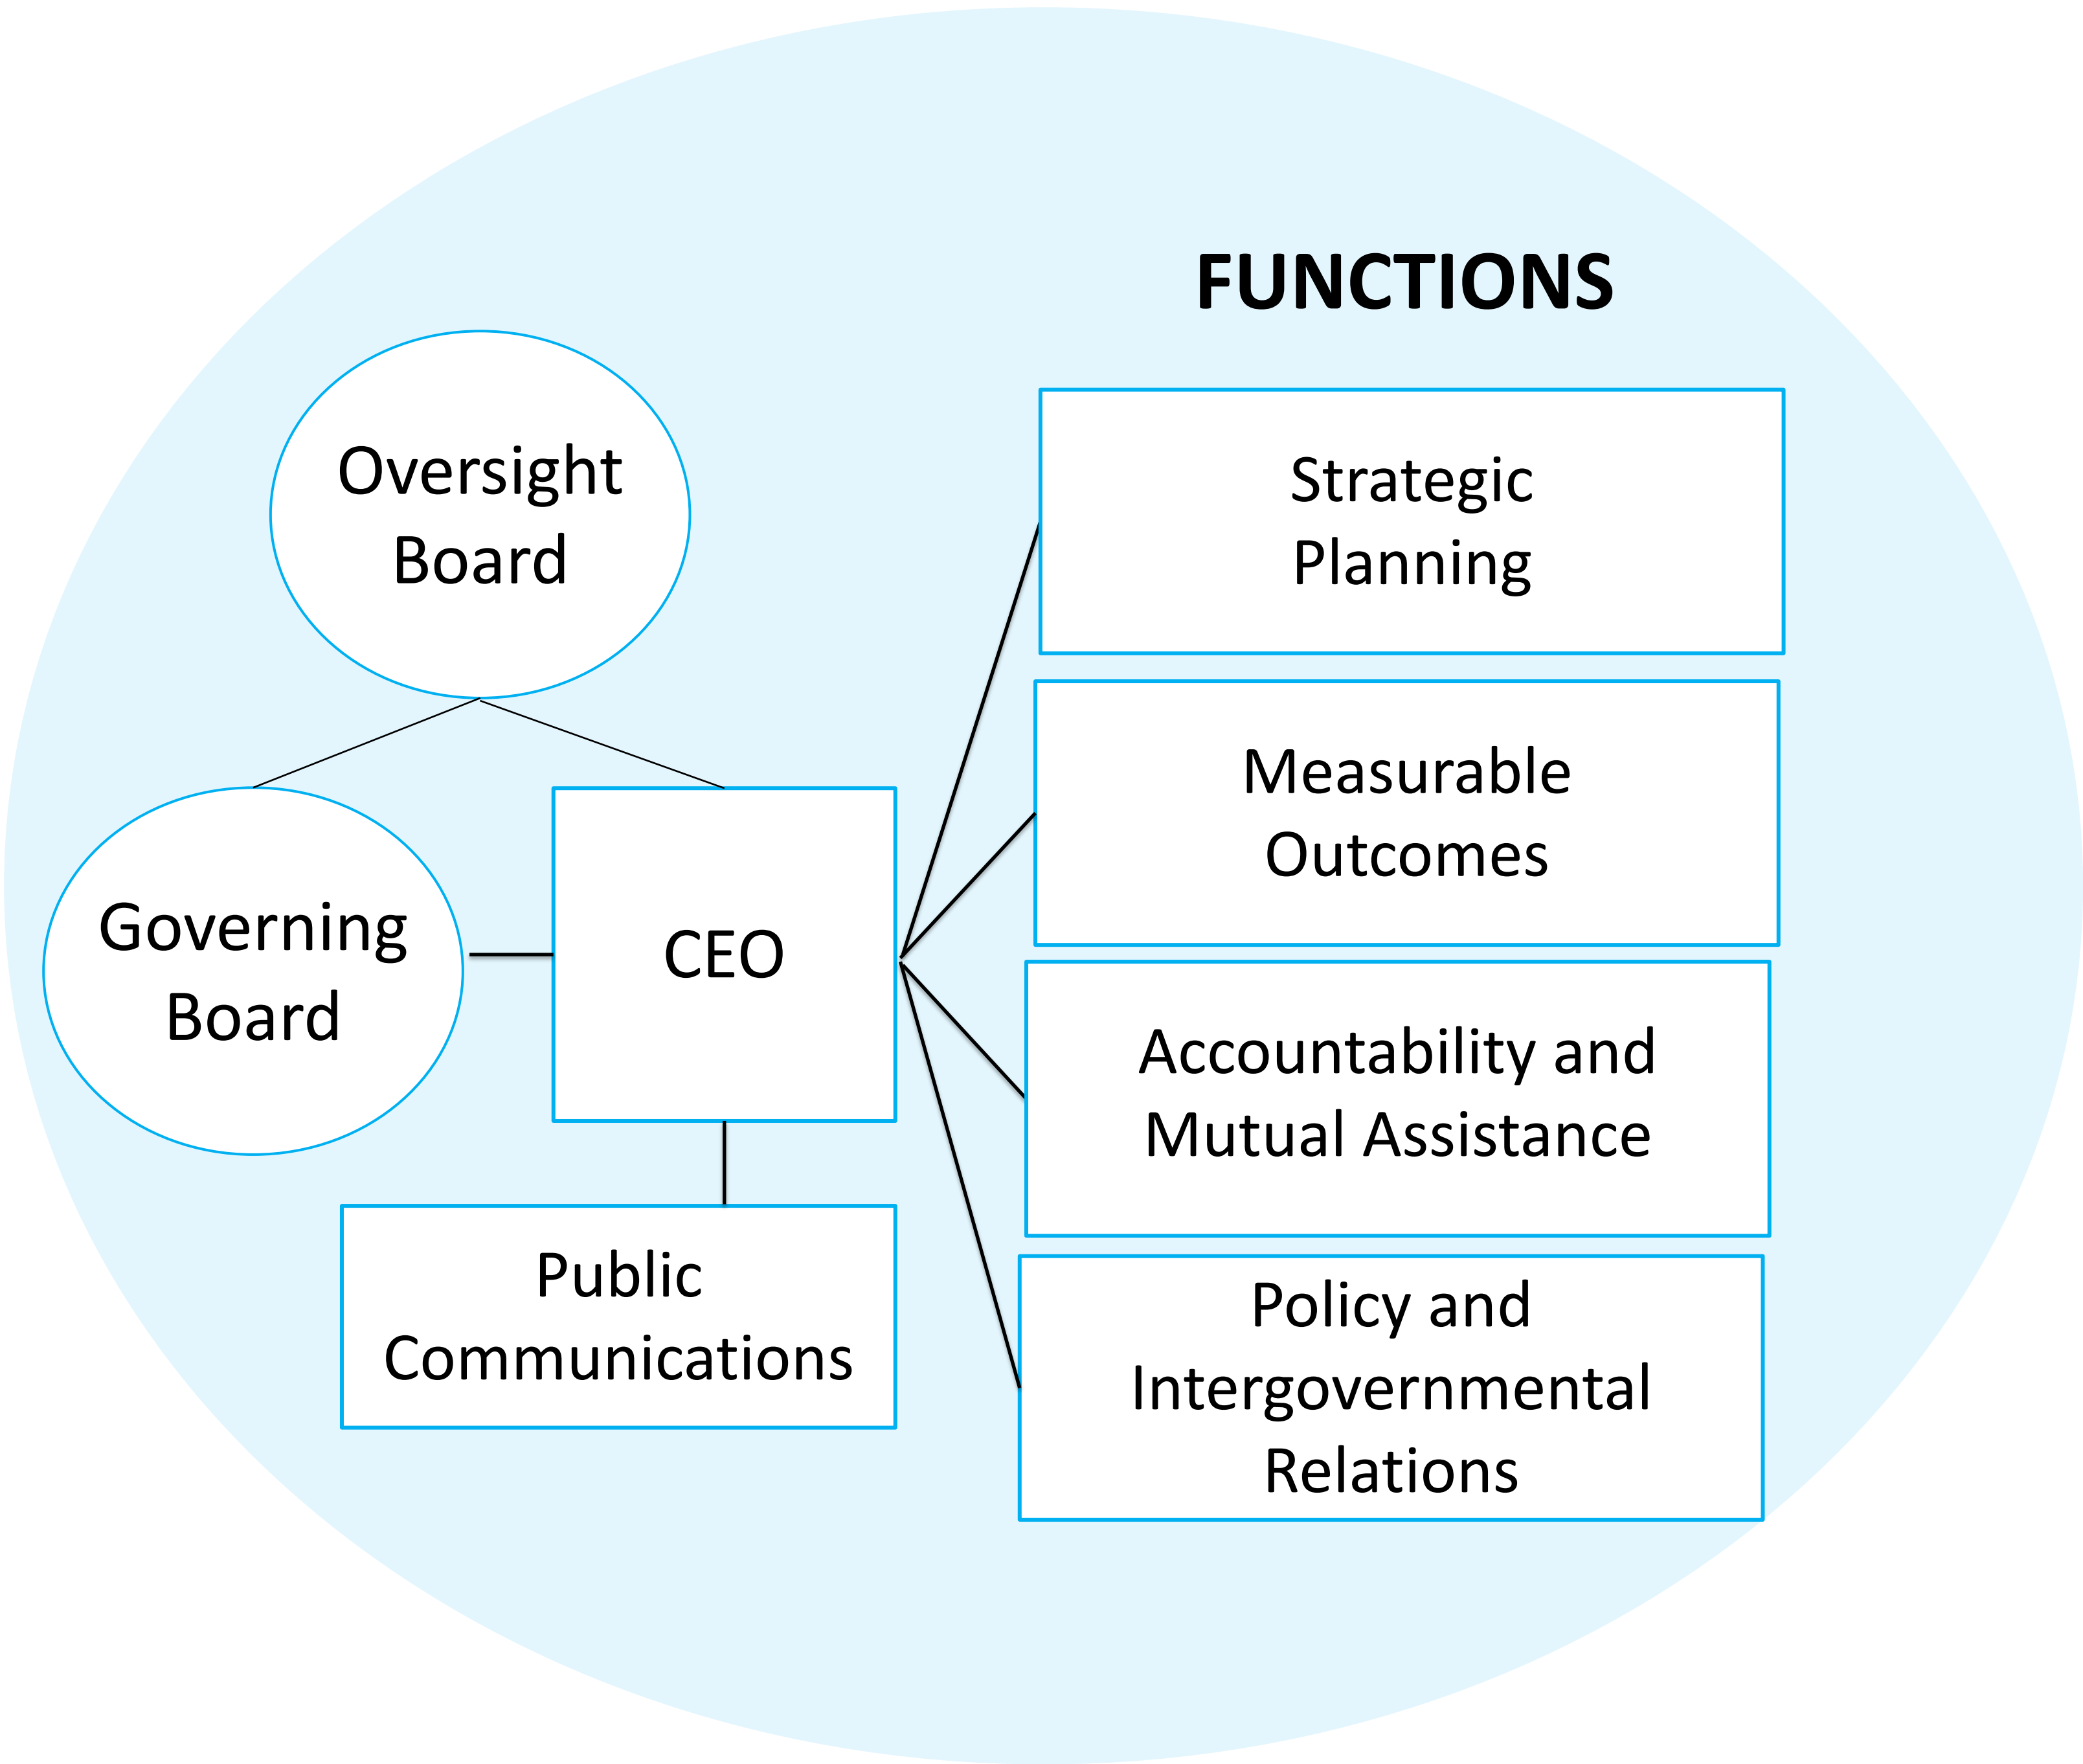 FUNCTIONS
Oversight
Board
Governing
Board
CEO
Public
Communications
Strategic
Planning
Measurable
Outcomes
Accountability and
Mutual Assistance
Policy and
Intergovernmental
Relations